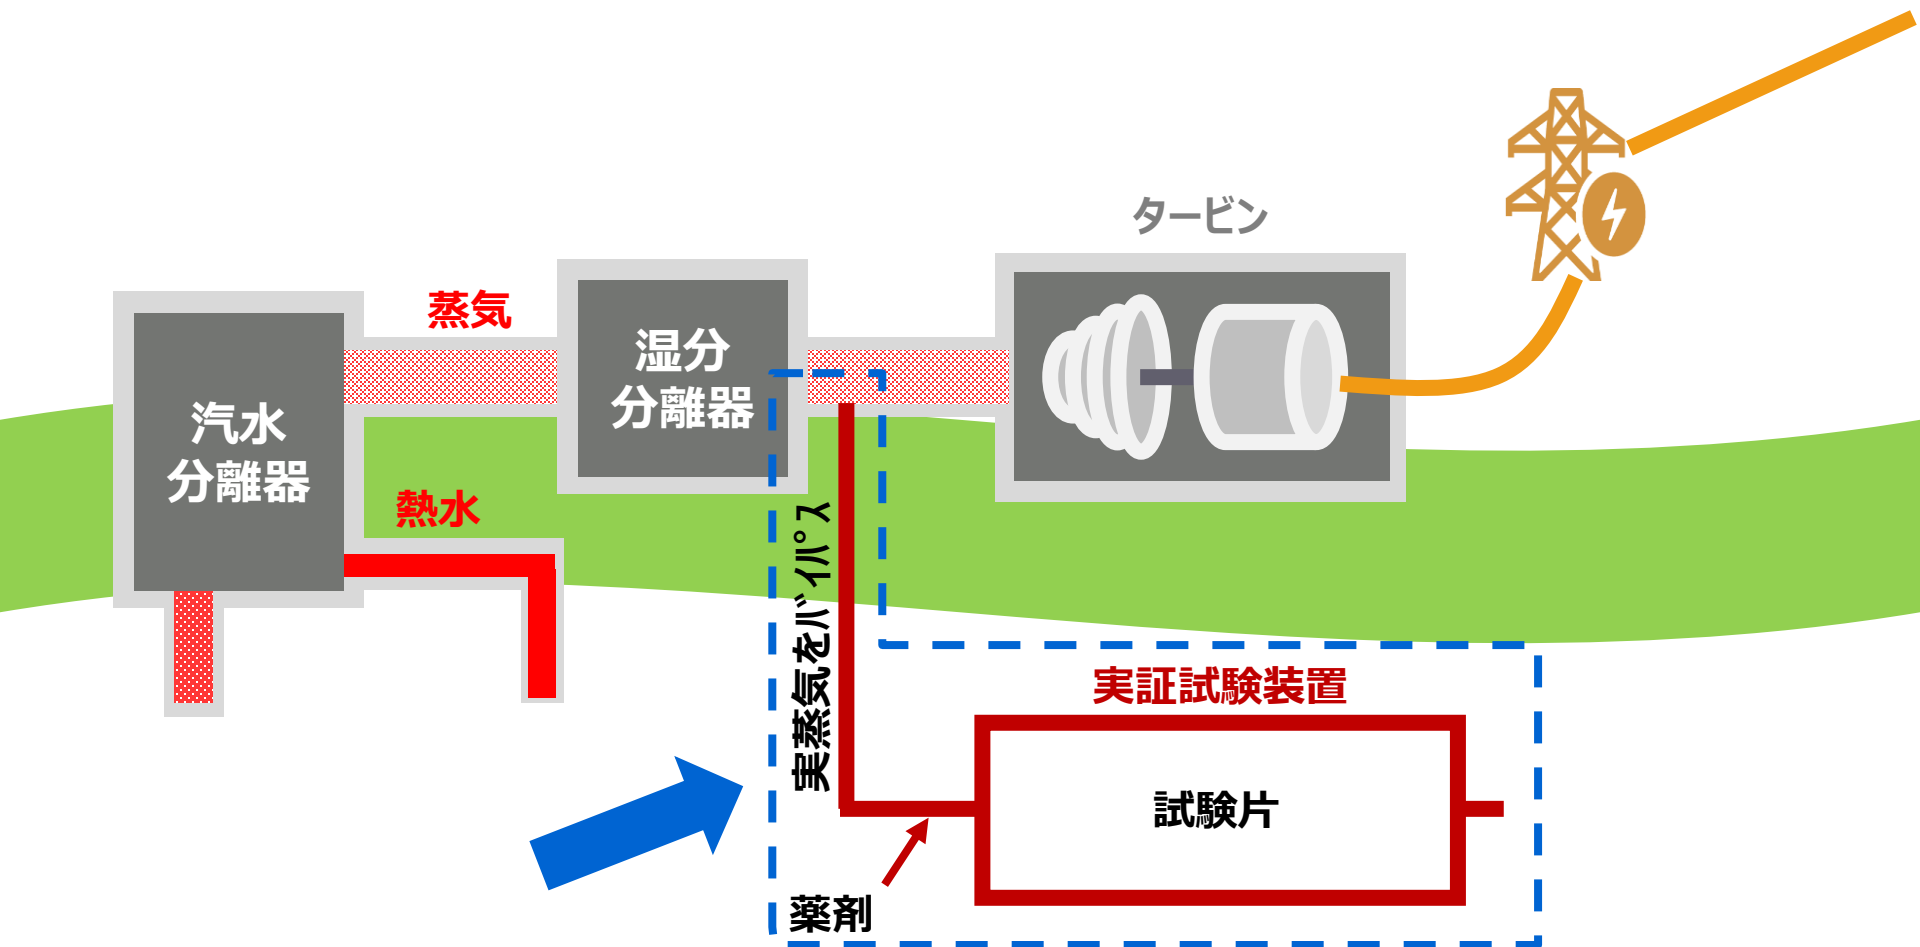 タービン
蒸気
湿分
分離器
汽水
分離器
熱水
実蒸気をﾊﾞｲﾊﾟｽ
実証試験装置
試験片
薬剤